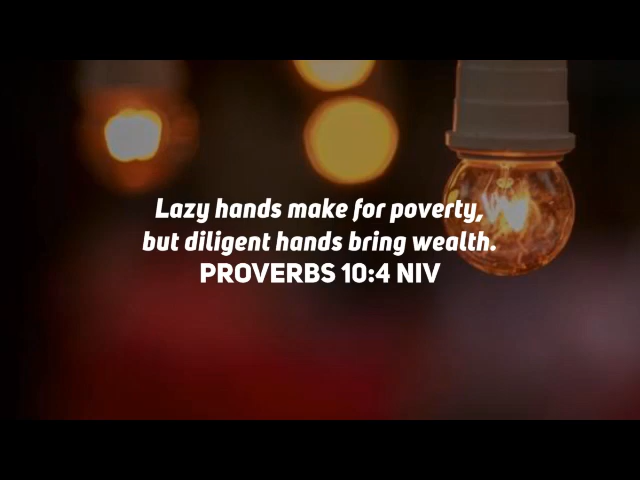 Lazy hands make for poverty,
but diligent hands bring wealth.
PROVERBS 10:4 NIV